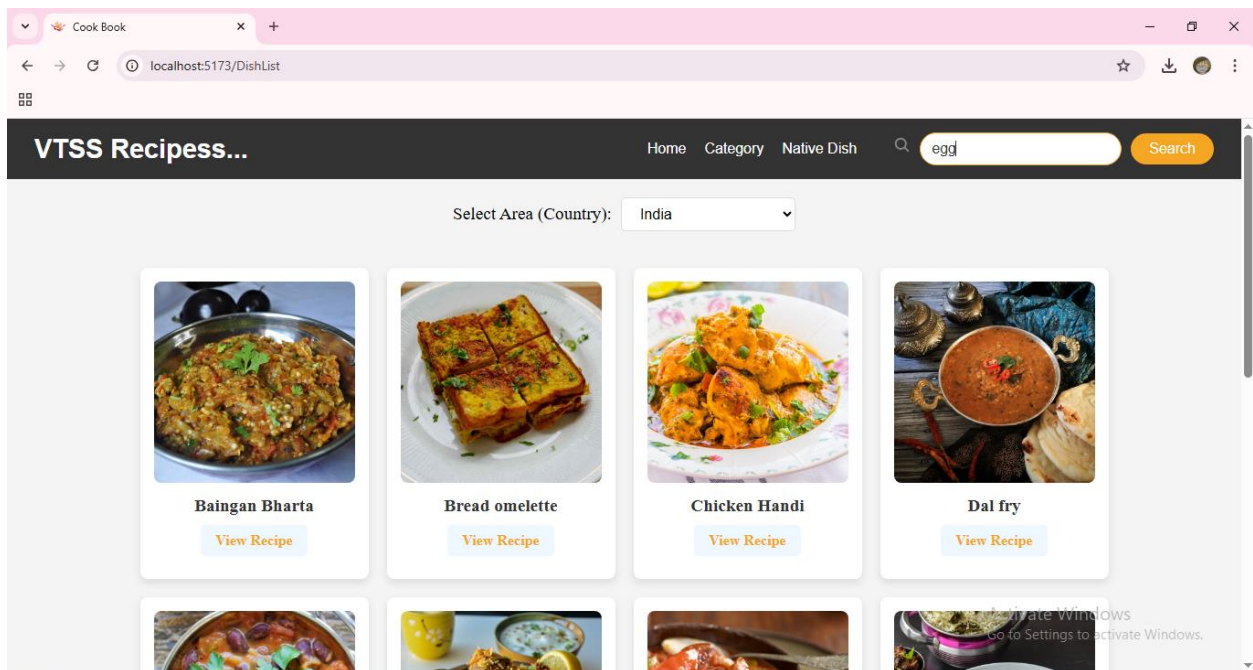 Cook Book
localhost:5173/DishList
VTSS Recipess...
Home Category Native Dish egg Search
Select Area (Country): India
Baingan Bharta Bread omelette Chicken Handi Dal fry
View Recipe View Recipe View Recipe View Recipe
Activate Windows
Go to Settings to activate Windows.